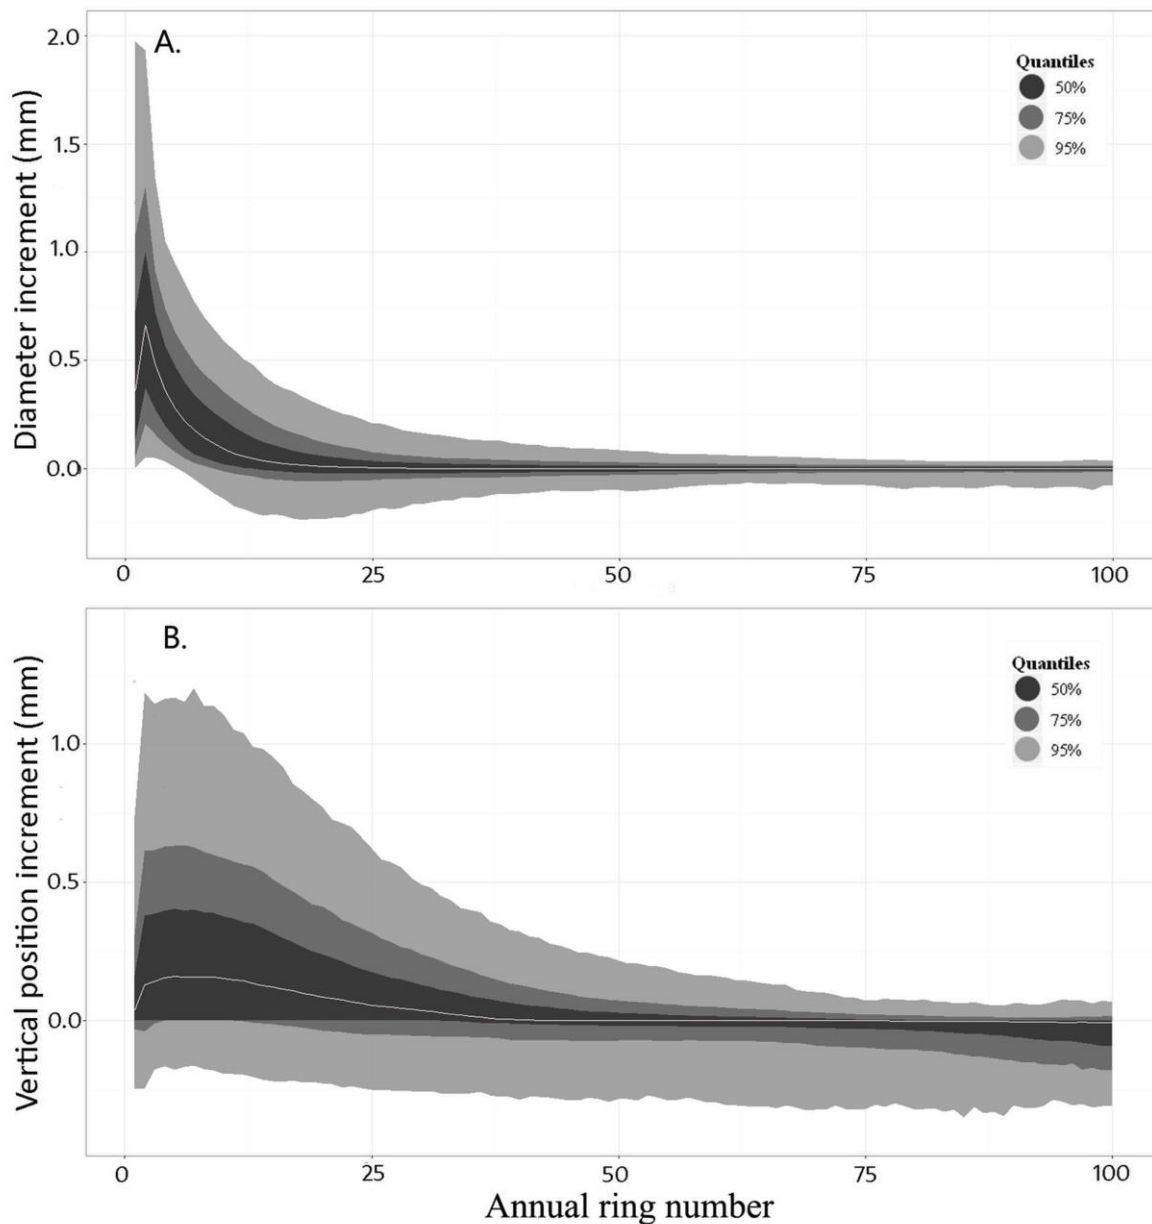 A.
Diameter increment (mm)
2.0
1.5
1.0
0.5
0.0
Quantiles
50%
75%
95%
0 25 50 75 100
B.
Vertical position increment (mm)
1.0
0.5
0.0
Quantiles
50%
75%
95%
0 25 50 75 100
Annual ring number